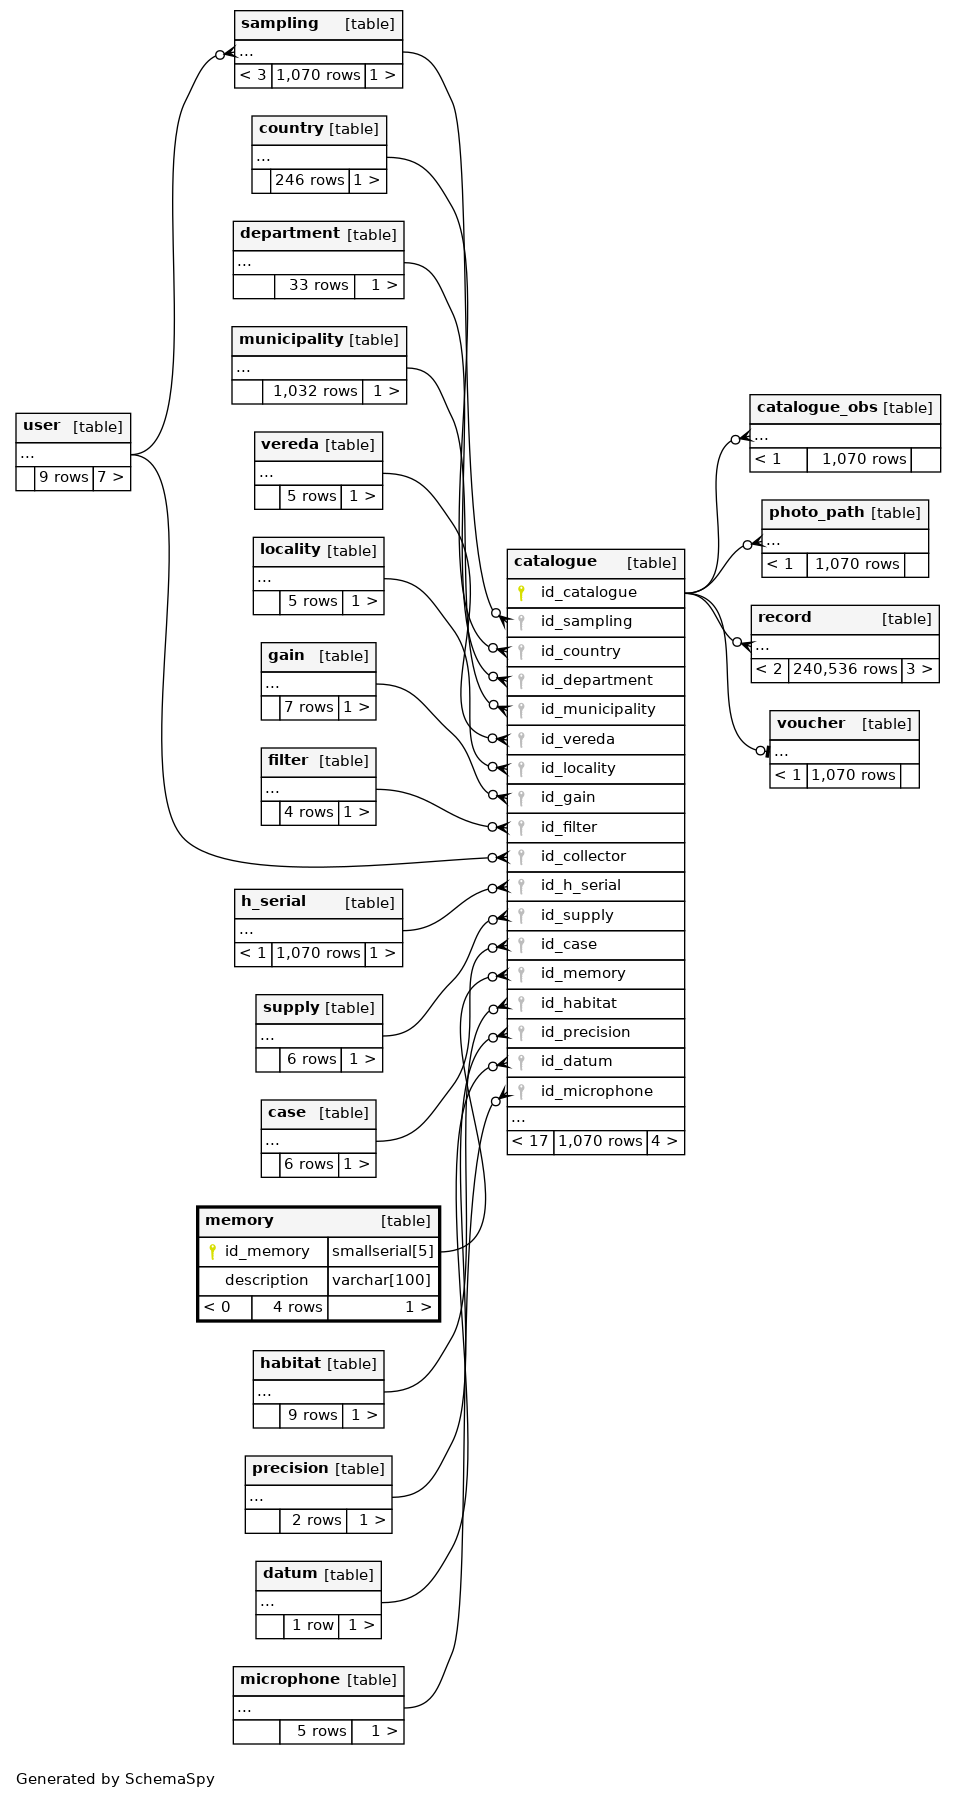 sampling [table]
...
< 3 1,070 rows 1 >
country [table]
...
246 rows 1 >
department [table]
...
33 rows 1 >
municipality [table]
...
1,032 rows 1 >
user [table]
...
9 rows 7 >
vereda [table]
...
5 rows 1 >
locality [table]
...
5 rows 1 >
gain [table]
...
7 rows 1 >
filter [table]
...
4 rows 1 >
h_serial [table]
...
< 1 1,070 rows 1 >
supply [table]
...
6 rows 1 >
case [table]
...
6 rows 1 >
memory [table]
id_memory smallserial[5]
description varchar[100]
< 0 4 rows 1 >
habitat [table]
...
9 rows 1 >
precision [table]
...
2 rows 1 >
datum [table]
...
1 row 1 >
microphone [table]
...
5 rows 1 >
catalogue [table]
id_catalogue
id_sampling
id_country
id_department
id_municipality
id_vereda
id_locality
id_gain
id_filter
id_collector
id_h_serial
id_supply
id_case
id_memory
id_habitat
id_precision
id_datum
id_microphone
...
< 17 1,070 rows 4 >
catalogue_obs [table]
...
< 1 1,070 rows
photo_path [table]
...
< 1 1,070 rows
record [table]
...
< 2 240,536 rows 3 >
voucher [table]
...
< 1 1,070 rows
Generated by SchemaSpy